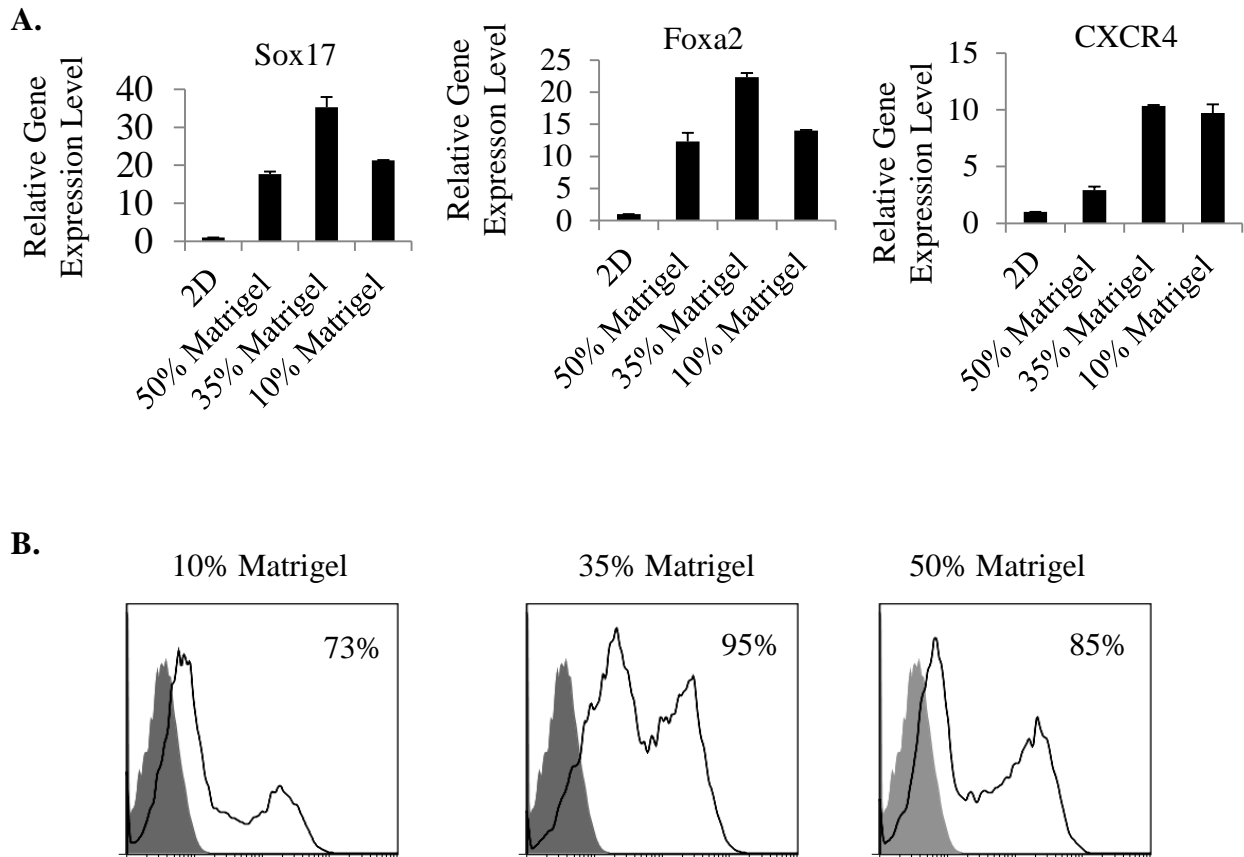 A.
Sox17
Relative Gene
Expression Level
40
30
20
10
0
2D
50% Matrigel
35% Matrigel
10% Matrigel
Foxa2
Relative Gene
Expresson Level
25
20
15
10
5
0
2D
50% Matrigel
35% Matrigel
10% Matrigel
CXCR4
Relative Gene
Expression Level
15
10
5
0
2D
50% Matrigel
35% Matrigel
10% Matrigel
B.
10% Matrigel
73%
35% Matrigel
95%
50% Matrigel
85%